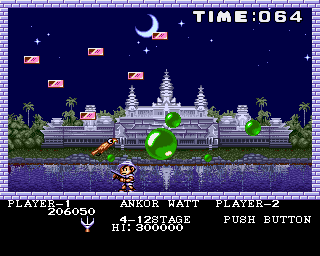 TIME:064
PLAYER-1 ANKOR WATT PLAYER-2
206050
4-12STAGE PUSH BUTTON
HI: 300000